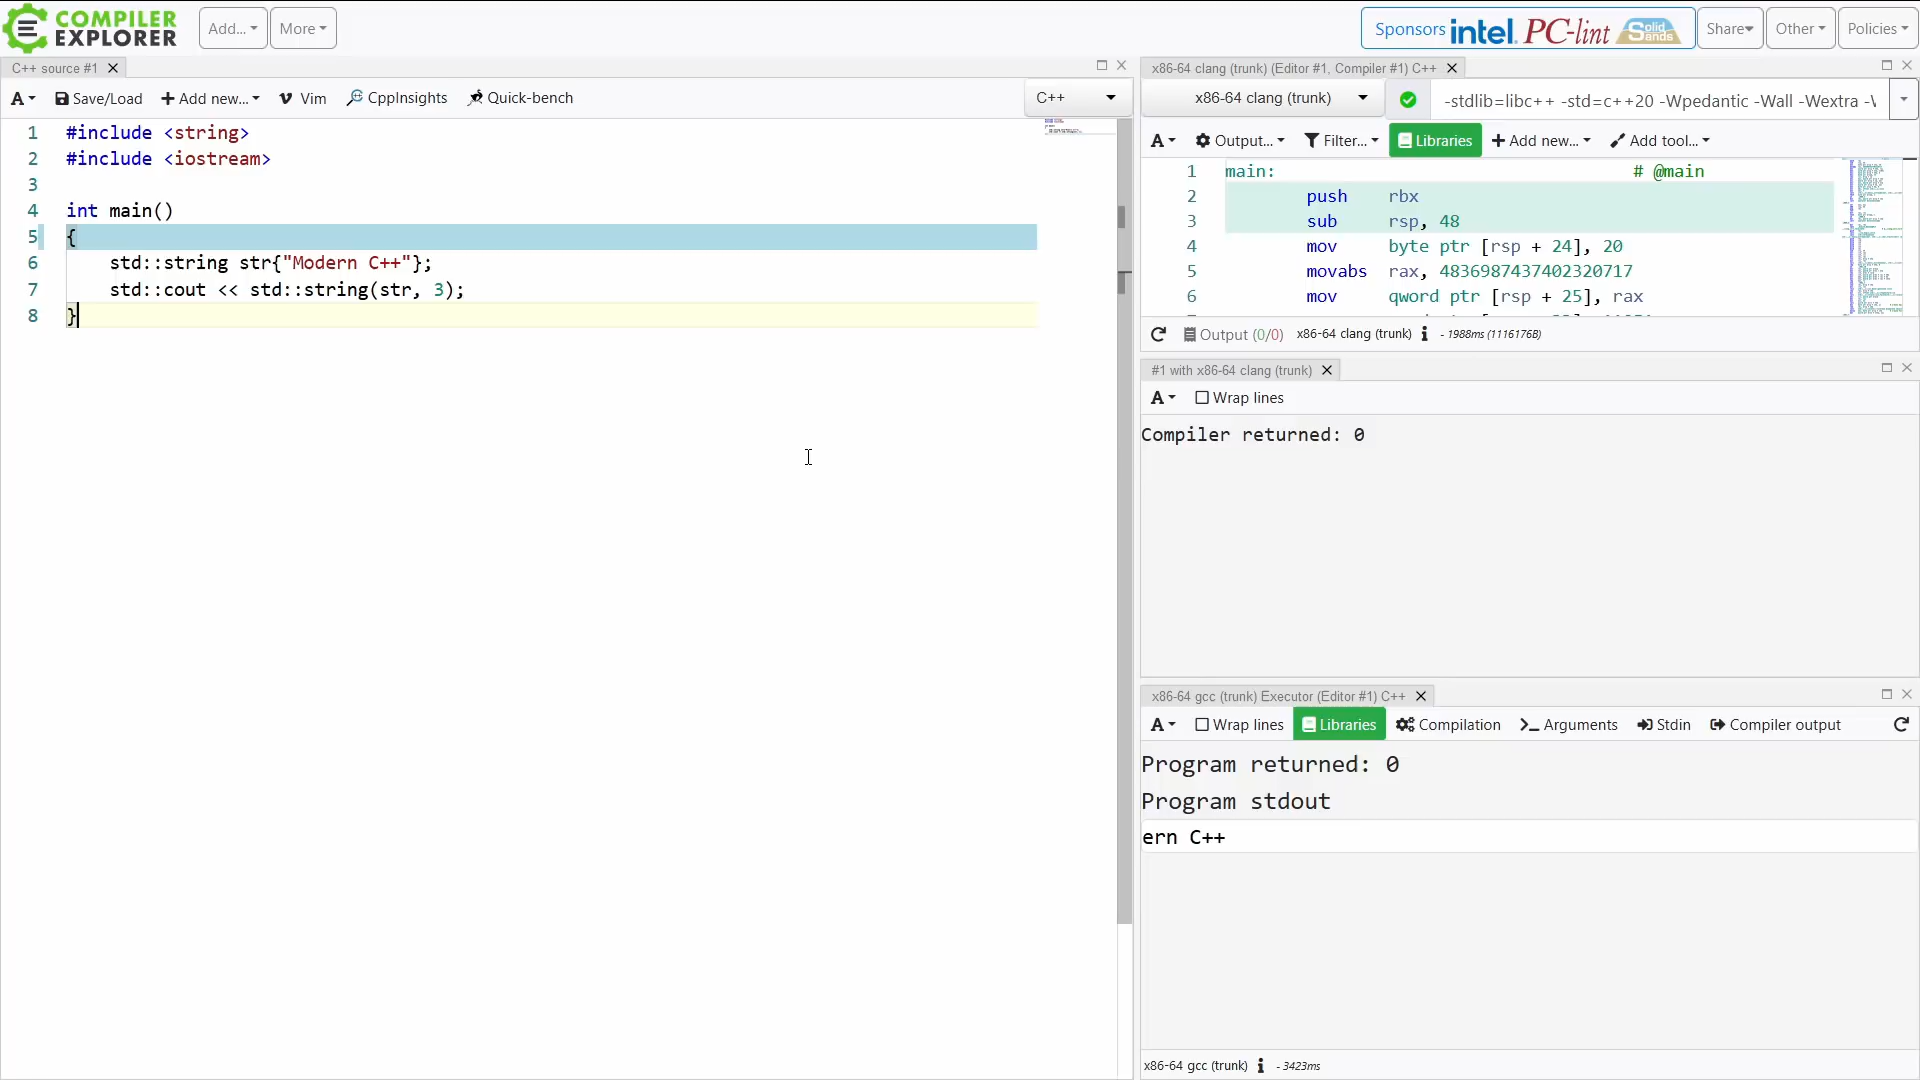 COMPILER EXPLORER
Add... More
Sponsors intel. PC-lint Solid Sands Share Other Policies
C++ source #1
A Save/Load Add new... Vim CppInsights Quick-bench C++
1 #include <string>
2 #include <iostream>
3
4 int main()
5 {
6 std::string str{"Modern C++"};
7 std::cout << std::string(str, 3);
8 }
x86-64 clang (trunk) (Editor #1, Compiler #1) C++
x86-64 clang (trunk) -stdlib=libc++ -std=c++20 -Wpedantic -Wall -Wextra
A Output... Filter... Libraries Add new... Add tool...
1 main: # @main
2 push rbx
3 sub rsp, 48
4 mov byte ptr [rsp + 24], 20
5 movabs rax, 4836987437402320717
6 mov qword ptr [rsp + 25], rax
Output (0/0) x86-64 clang (trunk) i - 1988ms (1116176B)
#1 with x86-64 clang (trunk)
A Wrap lines
Compiler returned: 0
x86-64 gcc (trunk) Executor (Editor #1) C++
A Wrap lines Libraries Compilation Arguments Stdin Compiler output
Program returned: 0
Program stdout
ern C++
x86-64 gcc (trunk) i - 3423ms